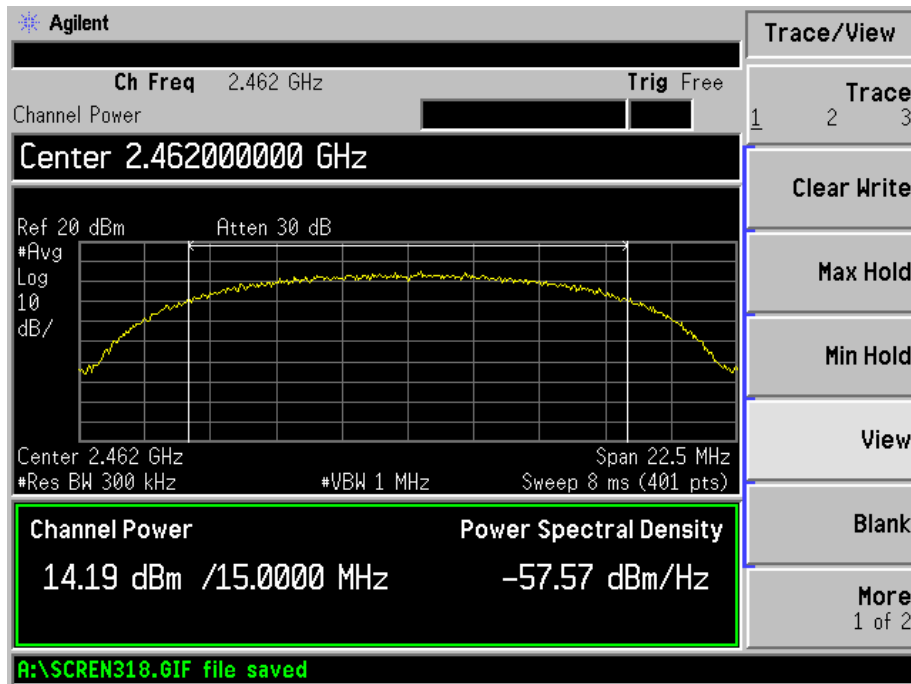 Agilent
Ch Freq 2.462 GHz Trig Free
Channel Power
Center 2.462000000 GHz
Ref 20 dBm Atten 30 dB
#Avg
Log
10
dB/
Center 2.462 GHz Span 22.5 MHz
#Res BW 300 kHz #VBW 1 MHz Sweep 8 ms (401 pts)
Channel Power Power Spectral Density
14.19 dBm /15.0000 MHz -57.57 dBm/Hz
A:\SCREN318.GIF file saved
Trace/View
Trace
1 2 3
Clear Write
Max Hold
Min Hold
View
Blank
More
1 of 2